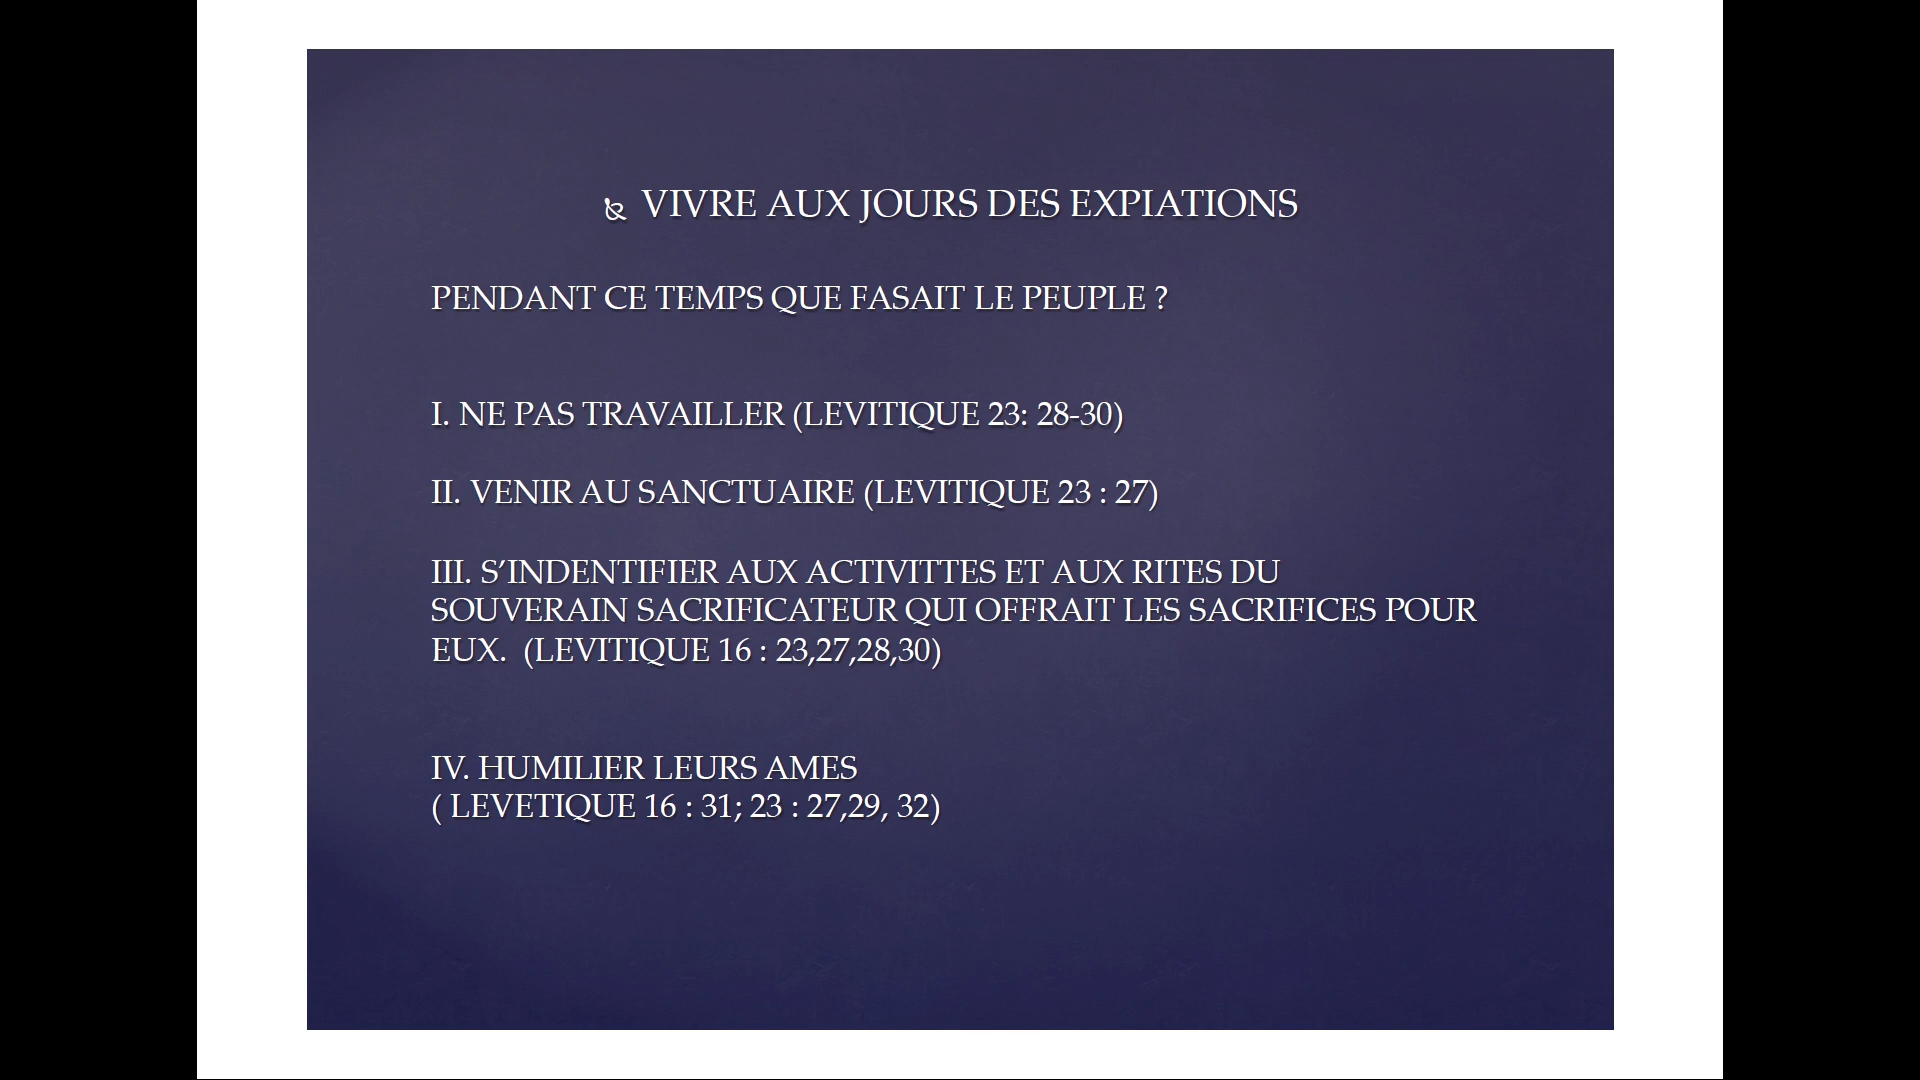 VIVRE AUX JOURS DES EXPIATIONS
PENDANT CE TEMPS QUE FASAIT LE PEUPLE ?
I. NE PAS TRAVAILLER (LEVITIQUE 23: 28-30)
II. VENIR AU SANCTUAIRE (LEVITIQUE 23 : 27)
III. S’INDENTIFIER AUX ACTIVITTES ET AUX RITES DU
SOUVERAIN SACRIFICATEUR QUI OFFRAIT LES SACRIFICES POUR
EUX. (LEVITIQUE 16 : 23,27,28,30)
IV. HUMILIER LEURS AMES
( LEVETIQUE 16 : 31; 23 : 27,29, 32)